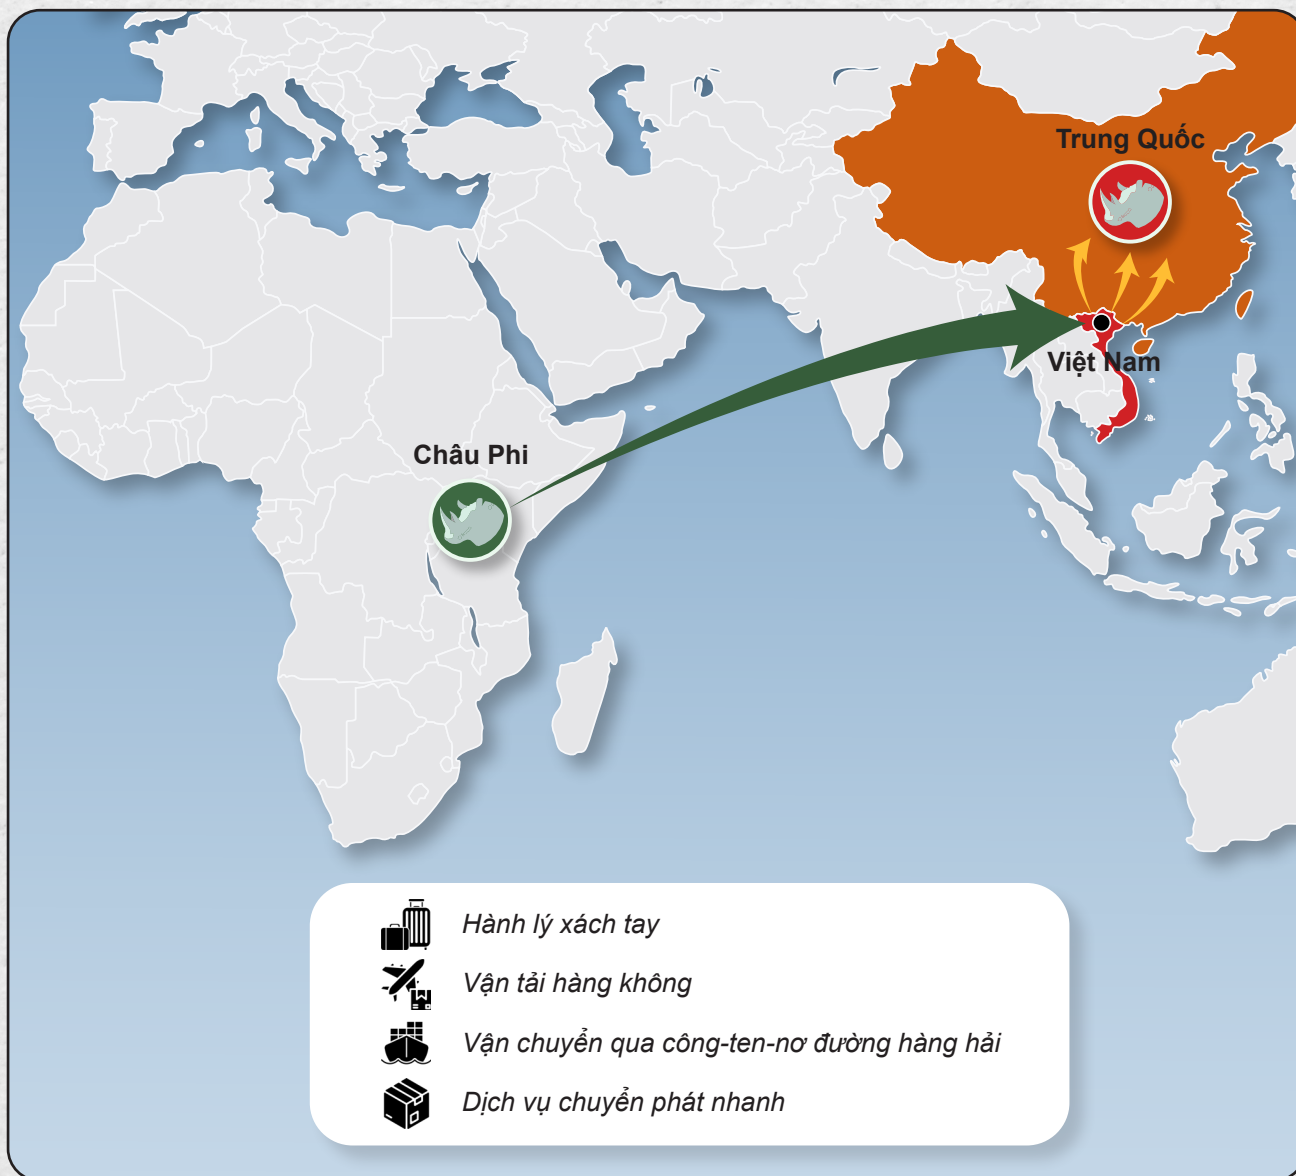 Trung Quốc
Việt Nam
Châu Phi
Hành lý xách tay
Vận tải hàng không
Vận chuyển qua công-ten-nơ đường hàng hải
Dịch vụ chuyển phát nhanh